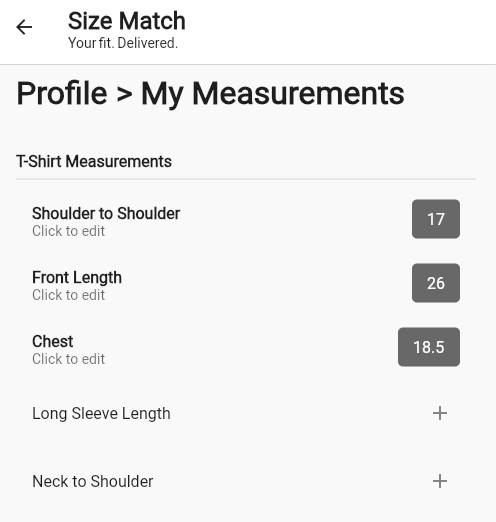 Size Match
Your fit. Delivered.
Profile > My Measurements
T-Shirt Measurements
Shoulder to Shoulder
Click to edit
17
Front Length
Click to edit
26
Chest
Click to edit
18.5
Long Sleeve Length
Neck to Shoulder